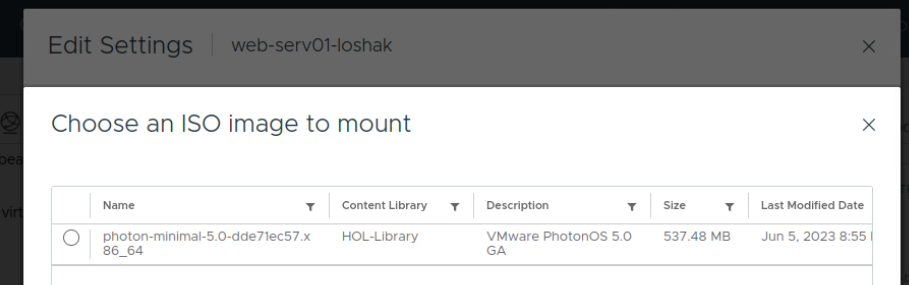 Edit Settings web-serv01-loshak
Choose an ISO image to mount
Name Content Library Description Size Last Modified Date
photon-minimal-5.0-dde71ec57.x HOL-Library VMware PhotonOS 5.0 537.48 MB Jun 5, 2023 8:55
86_64 GA
virt